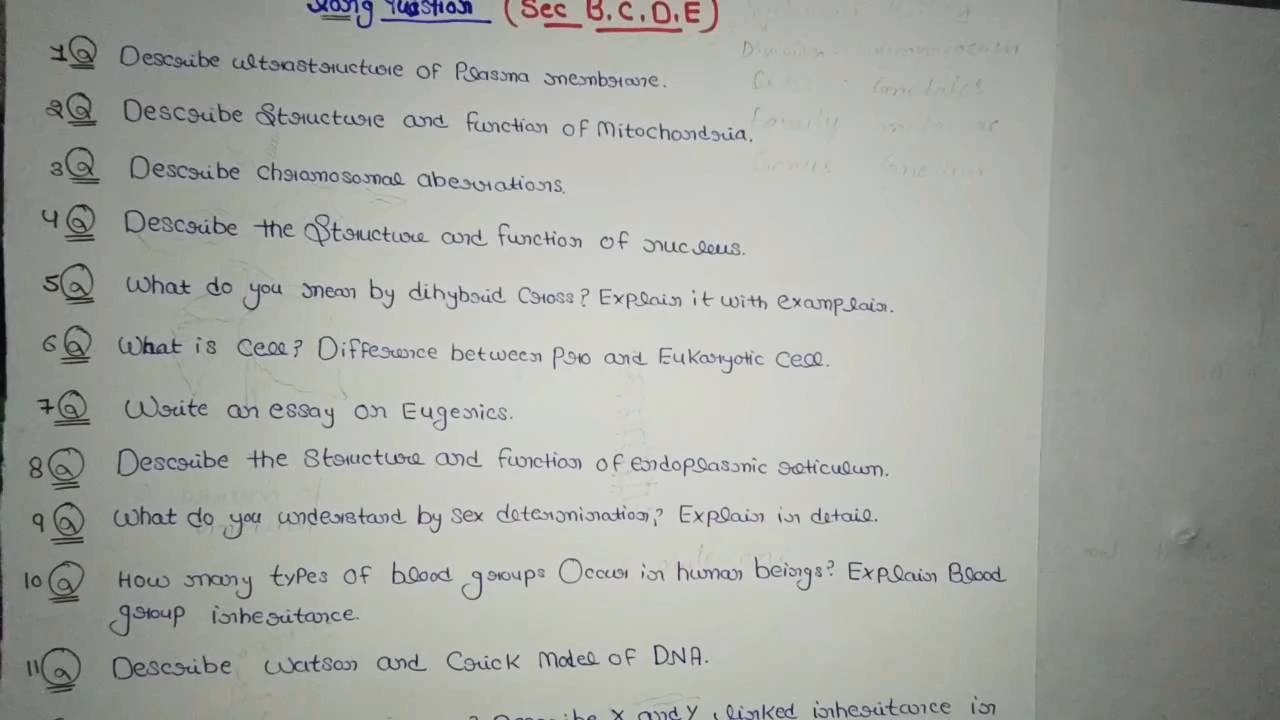 Long Question (Sec B.C.D.E)
1Q Describe ultrastructure of Plasma membrane.
2Q Describe Structure and function of Mitochondria.
3Q Describe chromosomal aberrations.
4Q Describe the Structure and function of nucleus.
5Q What do you mean by dihybrid Cross? Explain it with examplain.
6Q What is Cell? Difference between Pro and Eukaryotic Cell.
7Q Write an essay on Eugenics.
8Q Describe the Structure and function of endoplasmic reticulum.
9Q What do you understand by sex determination? Explain in detail.
10Q How many types of blood groups Occur in human beings? Explain Blood
group inheritance.
11Q Describe Watson and Crick Model of DNA.
X and Y linked inheritance in